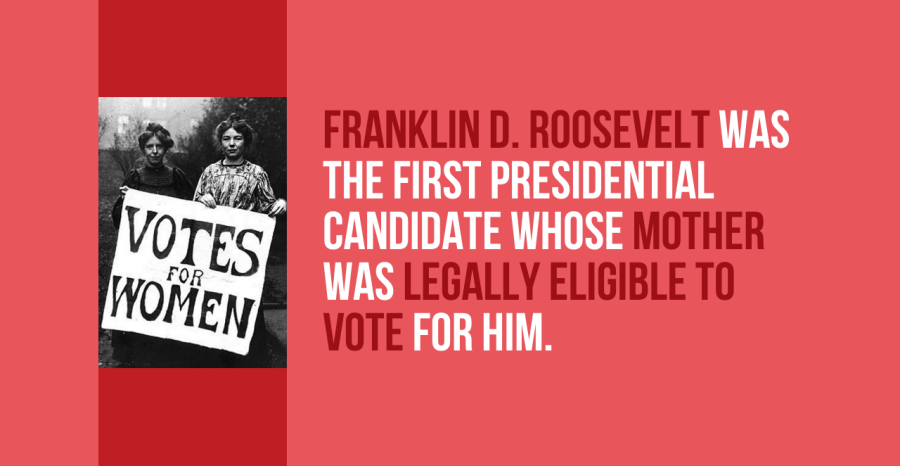 VOTES
FOR
WOMEN
FRANKLIN D. ROOSEVELT WAS
THE FIRST PRESIDENTIAL
CANDIDATE WHOSE MOTHER
WAS LEGALLY ELIGIBLE TO
VOTE FOR HIM.